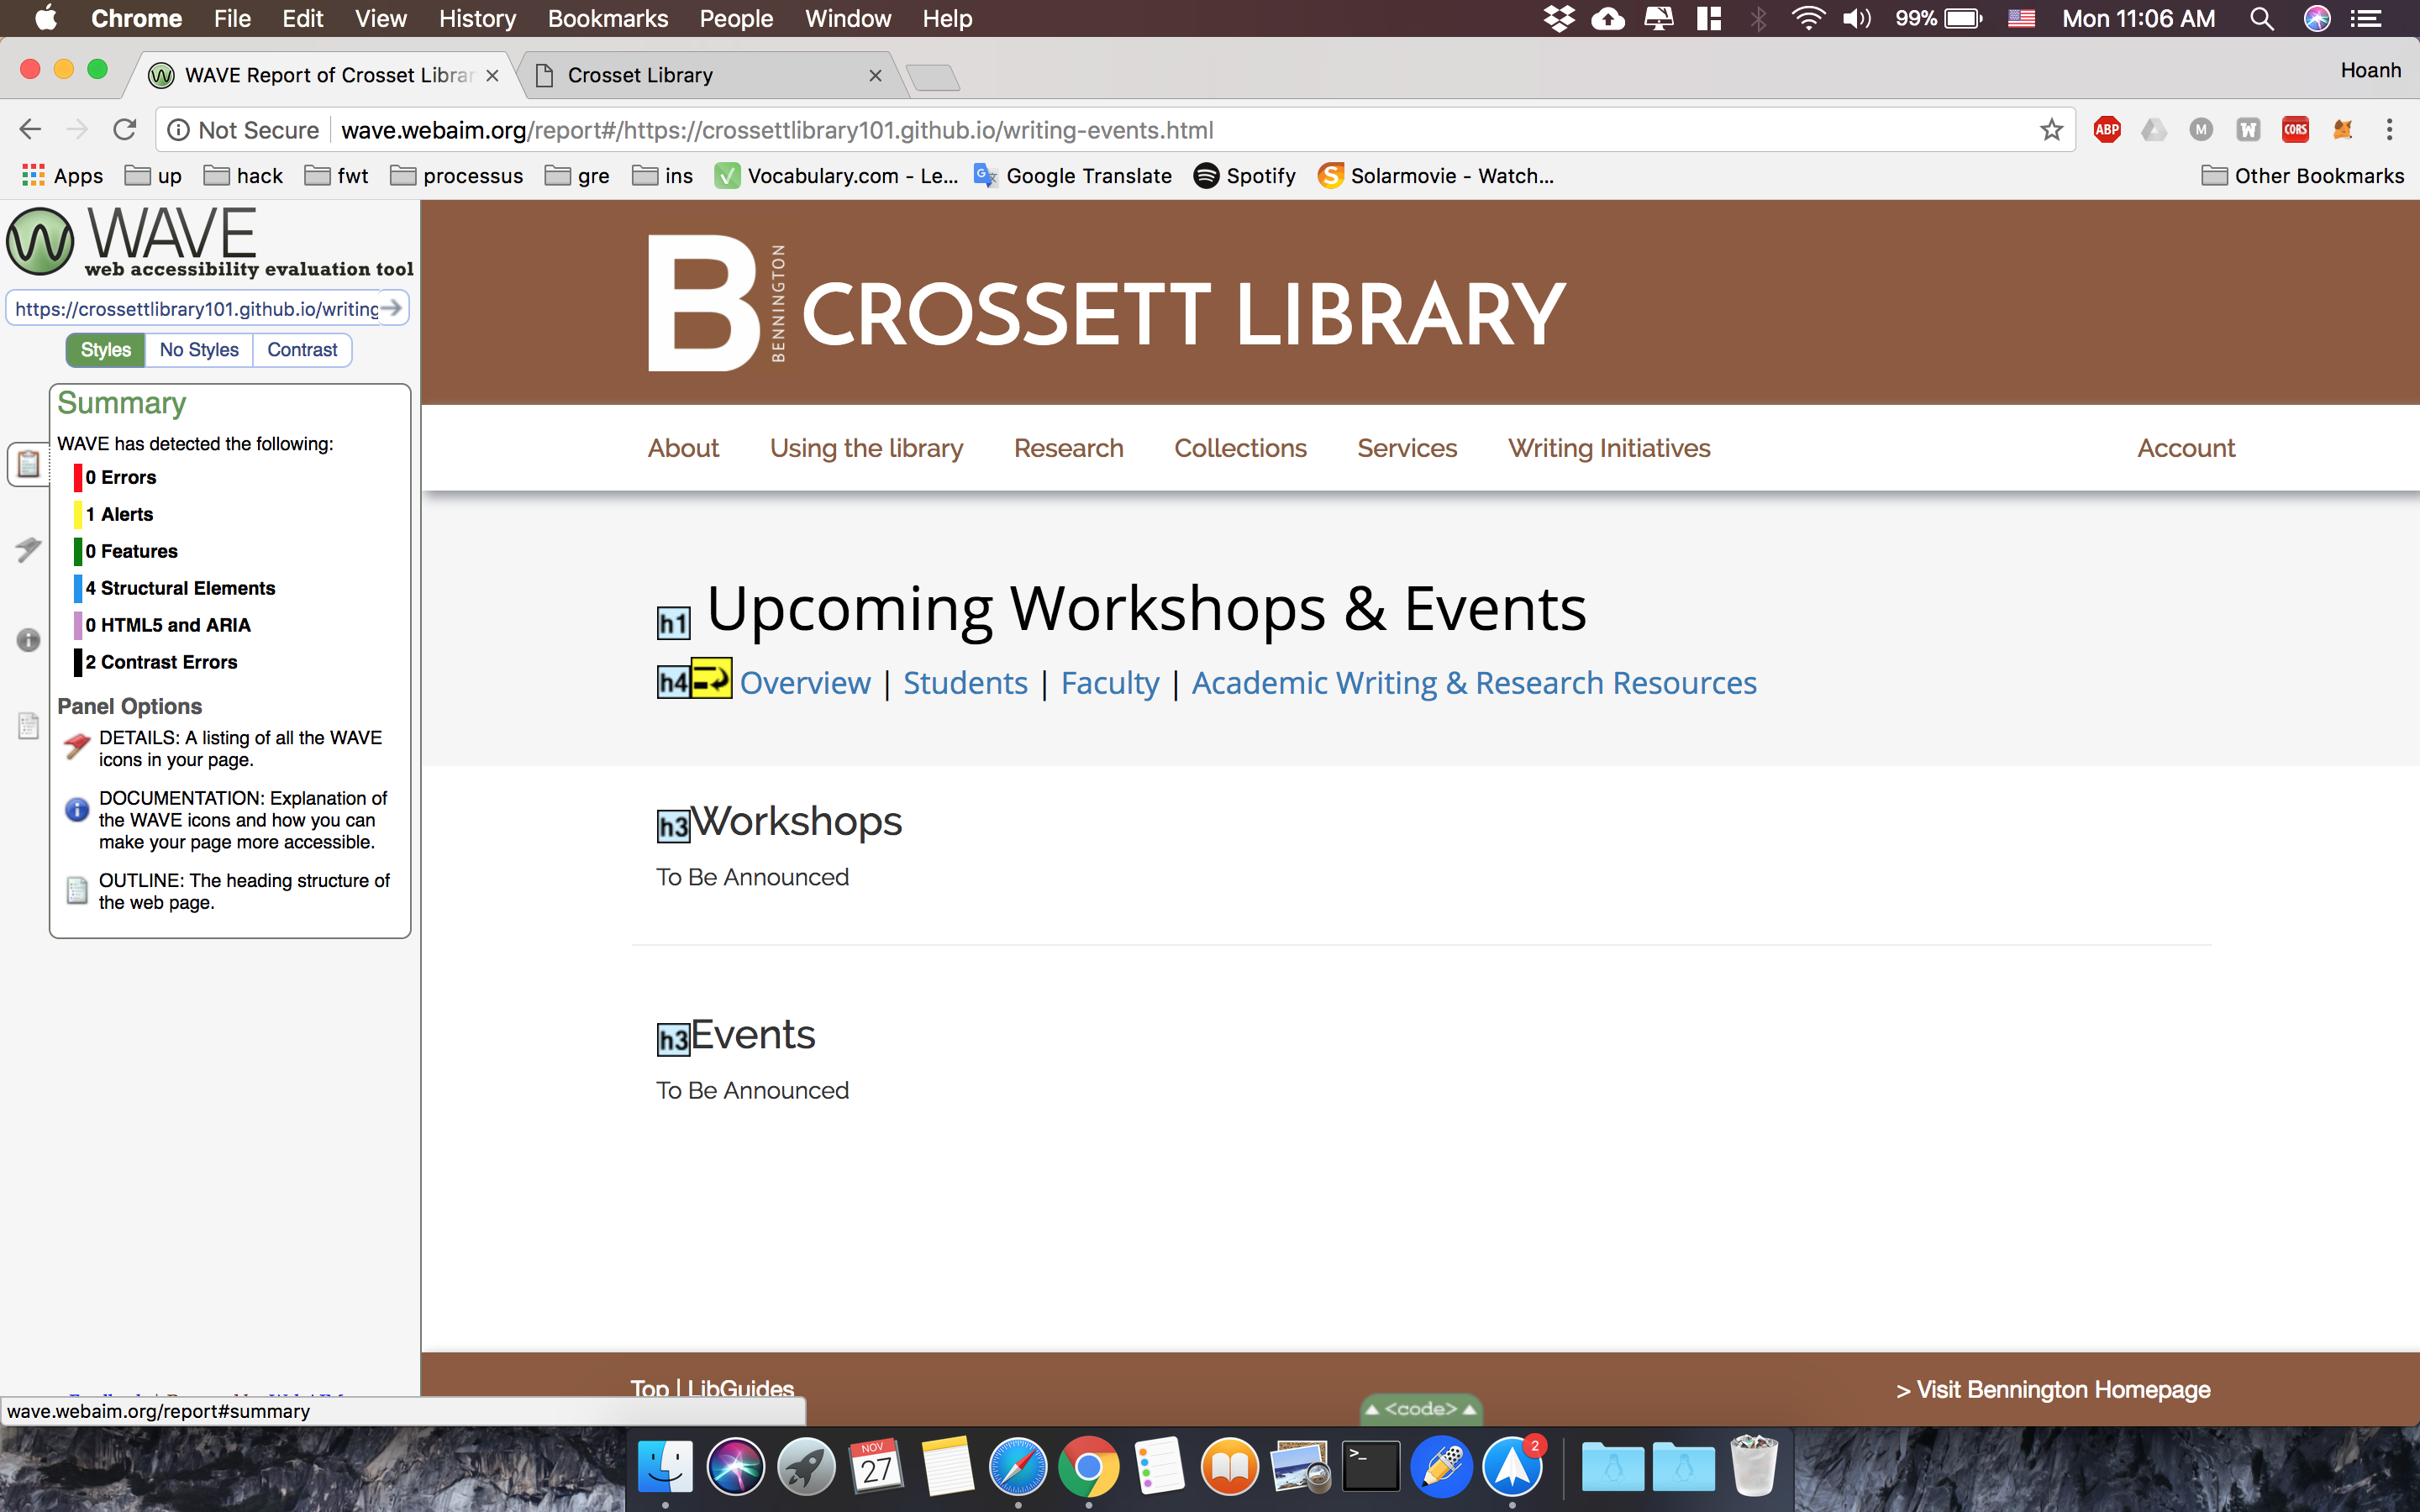 Chrome File Edit View History Bookmarks People Window Help 99% Mon 11:06 AM
WAVE Report of Crosset Librar Crosset Library Hoanh
Not Secure wave.webaim.org/report#/https://crossettlibrary101.github.io/writing-events.html ABP M W CORS
Apps up hack fwt processus gre ins Vocabulary.com - Le... Google Translate Spotify Solarmovie - Watch... Other Bookmarks
WAVE
web accessibility evaluation tool
https://crossettlibrary101.github.io/writing
Styles No Styles Contrast
Summary
WAVE has detected the following:
0 Errors
1 Alerts
0 Features
4 Structural Elements
0 HTML5 and ARIA
2 Contrast Errors
Panel Options
DETAILS: A listing of all the WAVE
icons in your page.
DOCUMENTATION: Explanation of
the WAVE icons and how you can
make your page more accessible.
OUTLINE: The heading structure of
the web page.
wave.webaim.org/report#summary
B BENNINGTON CROSSETT LIBRARY
About Using the library Research Collections Services Writing Initiatives Account
h1 Upcoming Workshops & Events
h4 Overview | Students | Faculty | Academic Writing & Research Resources
h3 Workshops
To Be Announced
h3 Events
To Be Announced
Top | LibGuides > Visit Bennington Homepage
<code>
NOV
27
2